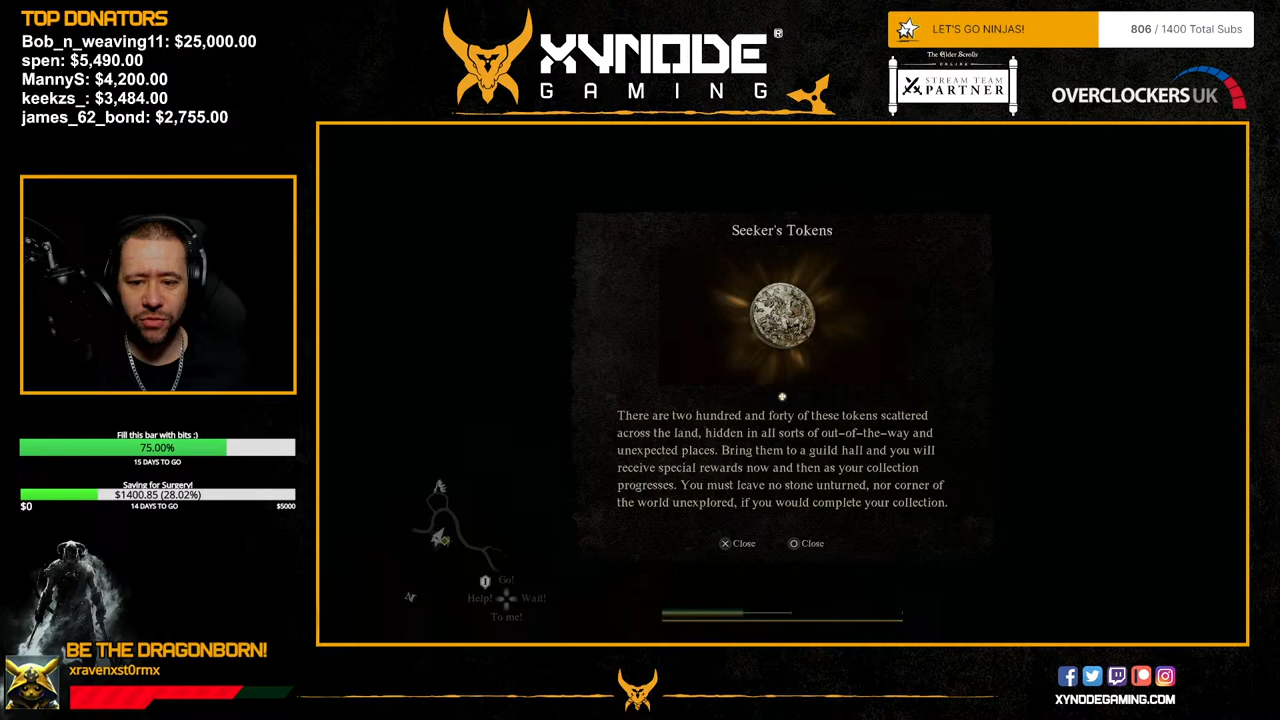 TOP DONATORS
Bob_n_weaving11: $25,000.00
spen: $5,490.00
MannyS: $4,200.00
keekzs_: $3,484.00
james_62_bond: $2,755.00
XYNODE®
GAMING
LET'S GO NINJAS!
806 / 1400 Total Subs
The Elder Scrolls
ONLINE
STREAM TEAM
PARTNER
OVERCLOCKERS UK
Seeker's Tokens
There are two hundred and forty of these tokens scattered
across the land, hidden in all sorts of out-of-the-way and
unexpected places. Bring them to a guild hall and you will
receive special rewards now and then as your collection
progresses. You must leave no stone unturned, nor corner of
the world unexplored, if you would complete your collection.
Close
Close
Fill this bar with bits :)
75.00%
15 DAYS TO GO
Saving for Surgery!
$1400.85 (28.02%)
$0
14 DAYS TO GO
$5000
Go!
Help!
Wait!
To me!
N
BE THE DRAGONBORN!
xravenxst0rmx
XYNODEGAMING.COM